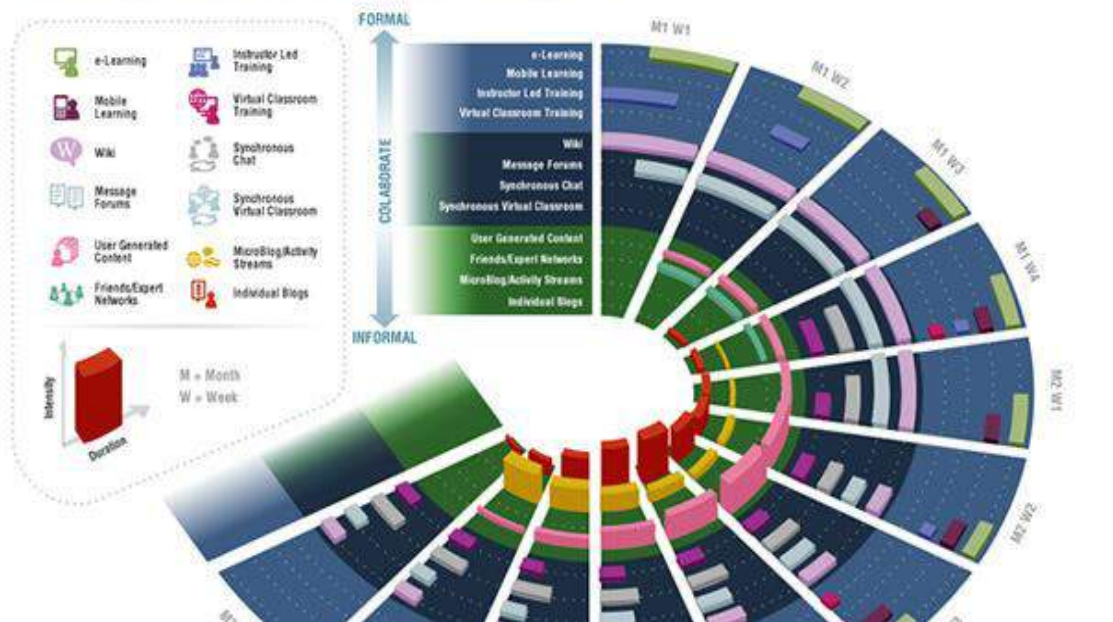 FORMAL
e-Learning
Mobile Learning
Instructor Led Training
Virtual Classroom Training
COLABORATE
Wiki
Message Forums
Synchronous Chat
Synchronous Virtual Classroom
User Generated Content
Friends/Expert Networks
MicroBlog/Activity Streams
Individual Blogs
INFORMAL
e-Learning
Instructor Led
Training
Mobile
Learning
Virtual Classroom
Training
W
Wiki
Synchronous
Chat
Message
Forums
Synchronous
Virtual Classroom
User Generated
Content
MicroBlog/Activity
Streams
Friends/Expert
Networks
Individual Blogs
Intensity
Duration
M = Month
W = Week
M1 W1
M1 W2
M1 W3
M1 W4
M2 W1
M2 W2